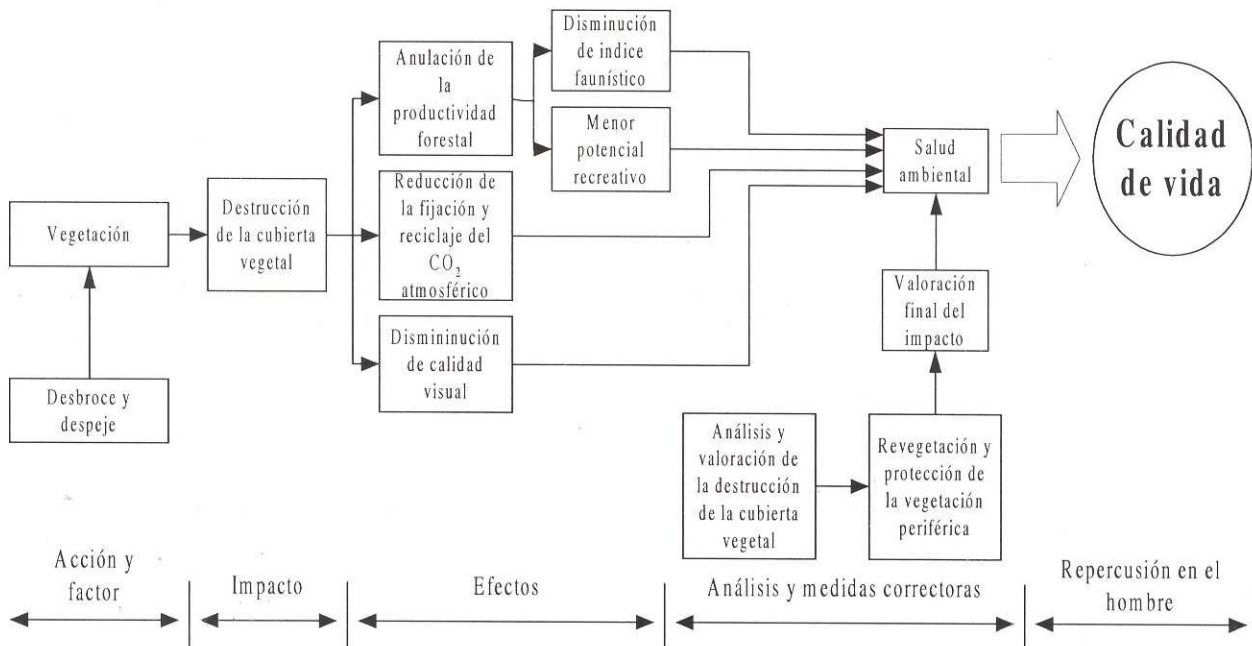 Disminución
de indice
faunístico
Anulación de
la
productividad
forestal
Menor
potencial
recreativo
Salud
ambiental
Calidad
de vida
Vegetación
Destrucción
de la cubierta
vegetal
Reducción de
la fijación y
reciclaje del
CO2
atmosférico
Valoración
final del
impacto
Dismininución
de calidad
visual
Desbroce y
despeje
Análisis y
valoración de
la destrucción
de la cubierta
vegetal
Revegetación y
protección de
la vegetación
periférica
Acción y
factor
Impacto
Efectos
Análisis y medidas correctoras
Repercusión en el
hombre